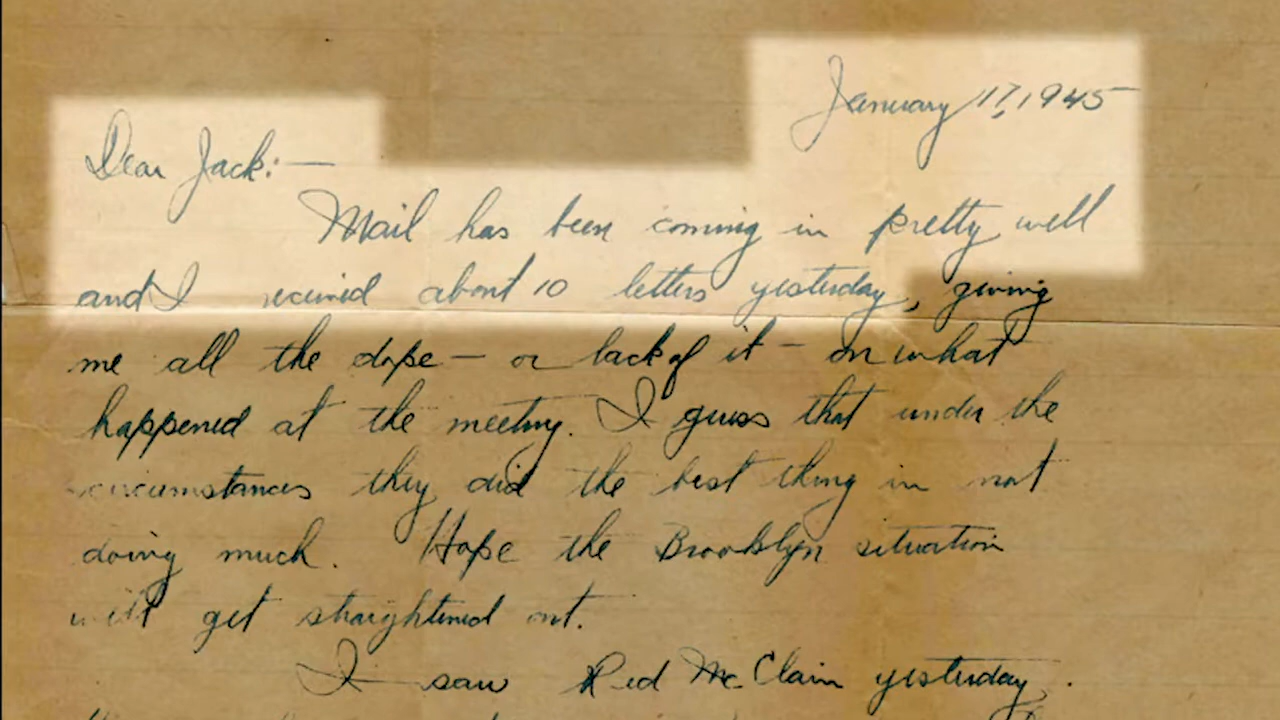 January 17, 1945
Dear Jack:—
Mail has been coming in pretty well
and I received about 10 letters yesterday, giving
me all the dope — or lack of it — on what
happened at the meeting. I guess that under the
circumstances they did the best thing in not
doing much. Hope the Brooklyn situation
will get straightened out.
I saw Red McClain yesterday.